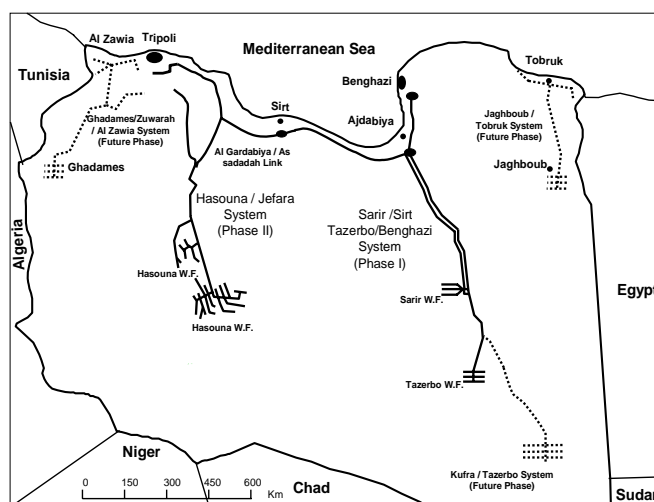 Al Zawia
Tripoli
Mediterranean Sea
Tobruk
Tunisia
Benghazi
Sirt
Ajdabiya
Ghadames/Zuwarah
/ Al Zawia System
(Future Phase)
Jaghboub /
Tobruk System
(Future Phase)
Al Gardabiya / As
sadadah Link
Ghadames
Jaghboub
Hasouna / Jefara
System
(Phase II)
Sarir /Sirt
Tazerbo/Benghazi
System
(Phase I)
Algeria
Hasouna W.F.
Sarir W.F.
Egypt
Hasouna W.F.
Tazerbo W.F.
Niger
Kufra / Tazerbo System
(Future Phase)
0 150 300 450 600
Km
Chad
Sudan